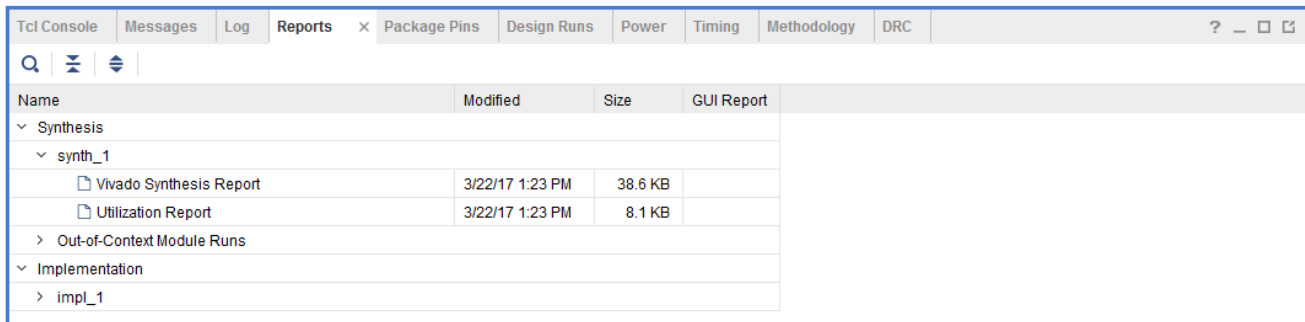 Tcl Console Messages Log Reports × Package Pins Design Runs Power Timing Methodology DRC ?
Name Modified Size GUI Report
Synthesis
synth_1
Vivado Synthesis Report 3/22/17 1:23 PM 38.6 KB
Utilization Report 3/22/17 1:23 PM 8.1 KB
Out-of-Context Module Runs
Implementation
impl_1